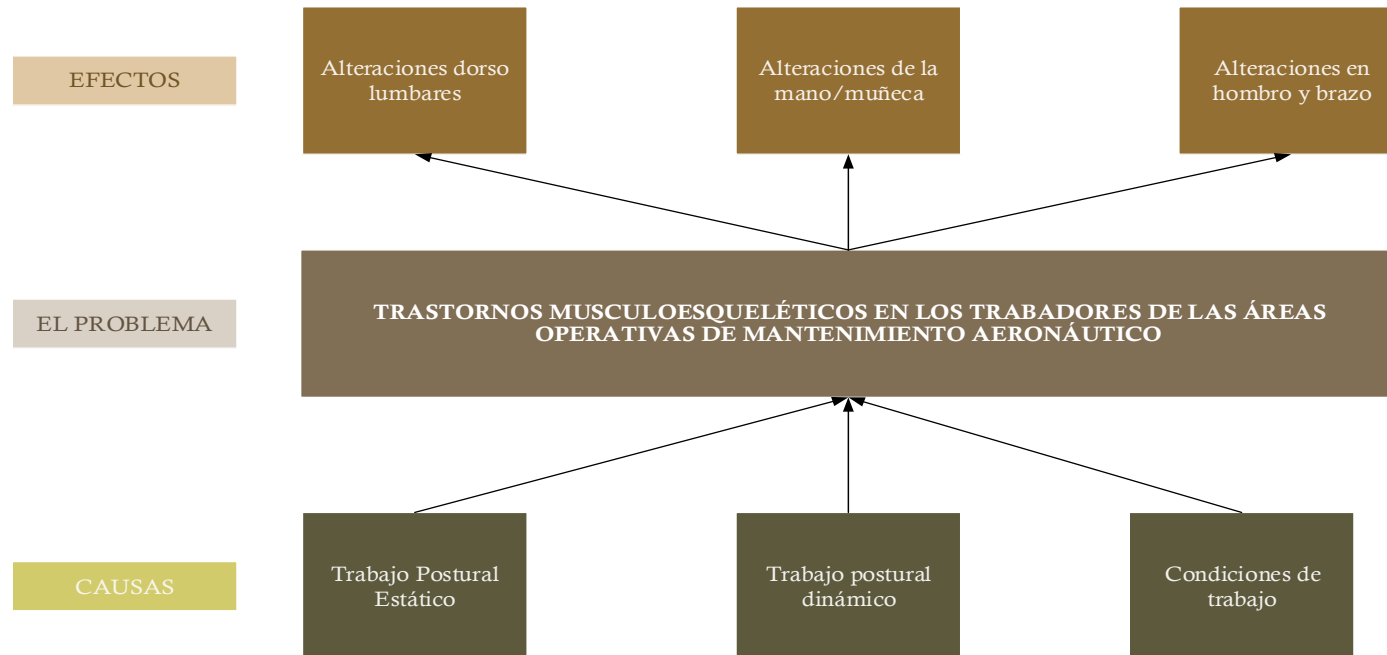 EFECTOS
Alteraciones dorso
lumbares
Alteraciones de la
mano/muñeca
Alteraciones en
hombro y brazo
EL PROBLEMA
TRASTORNOS MUSCULOESQUELÉTICOS EN LOS TRABADORES DE LAS ÁREAS
OPERATIVAS DE MANTENIMIENTO AERONÁUTICO
CAUSAS
Trabajo Postural
Estático
Trabajo postural
dinámico
Condiciones de
trabajo